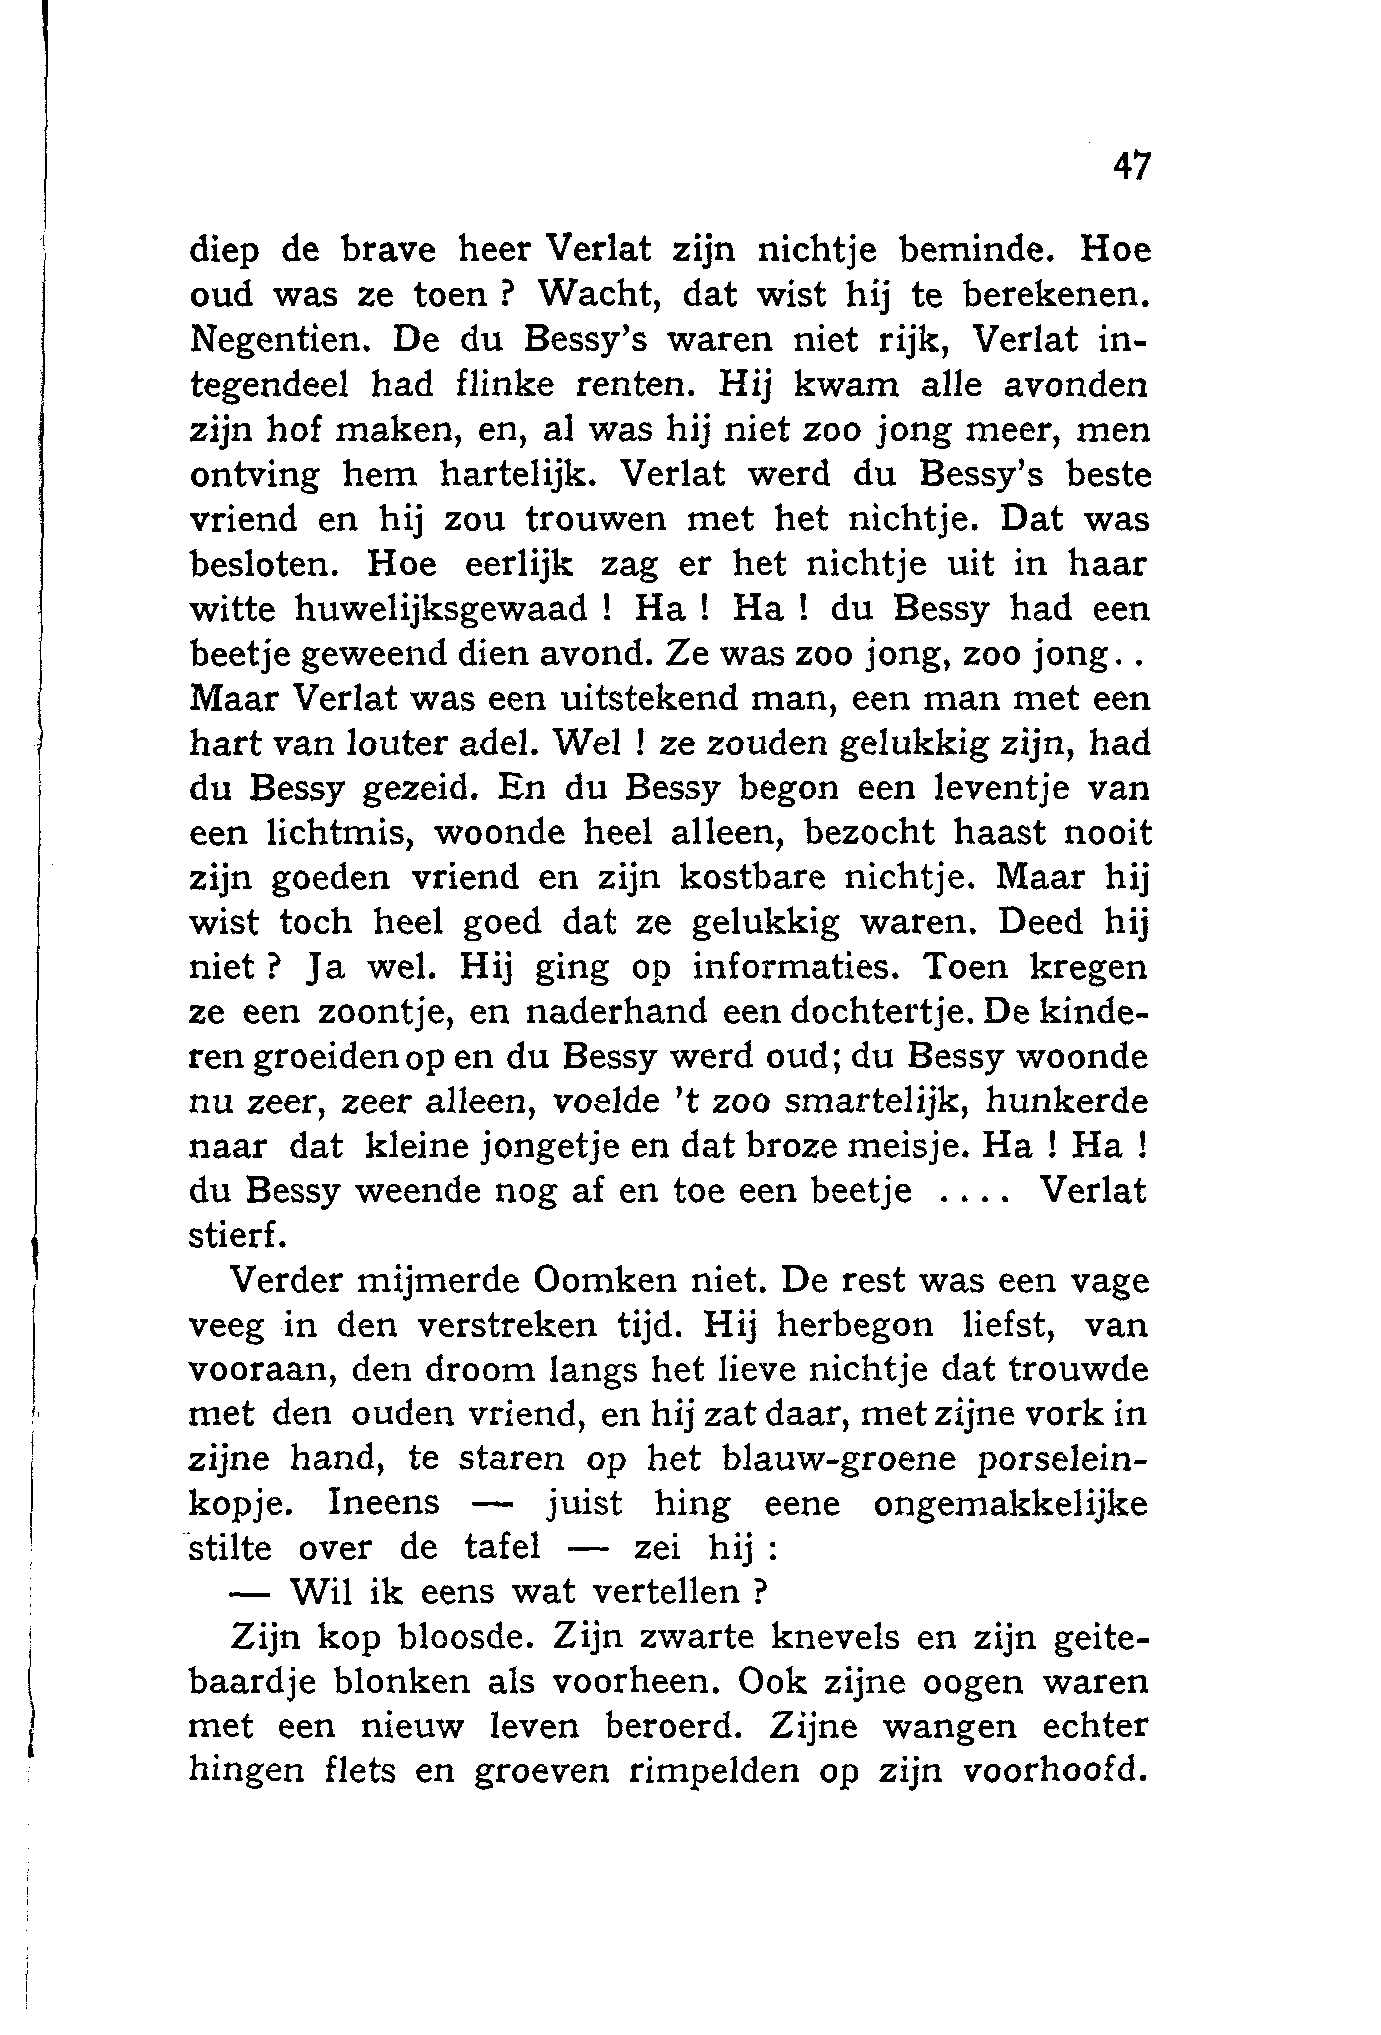 47
diep de brave heer Verlat zijn nichtje beminde. Hoe
oud was ze toen ? Wacht, dat wist hij te berekenen.
Negentien. De du Bessy's waren niet rijk, Verlat in-
tegendeel had flinke renten. Hij kwam alle avonden
zijn hof maken, en, al was hij niet zoo jong meer, men
ontving hem hartelijk. Verlat werd du Bessy's beste
vriend en hij zou trouwen met het nichtje. Dat was
besloten. Hoe eerlijk zag er het nichtje uit in haar
witte huwelijksgewaad ! Ha ! Ha ! du Bessy had een
beetje geweend dien avond. Ze was zoo jong, zoo jong. .
Maar Verlat was een uitstekend man, een man met een
hart van louter adel. Wel ! ze zouden gelukkig zijn, had
du Bessy gezeid. En du Bessy begon een leventje van
een lichtmis, woonde heel alleen, bezocht haast nooit
zijn goeden vriend en zijn kostbare nichtje. Maar hij
wist toch heel goed dat ze gelukkig waren. Deed hij
niet ? Ja wel. Hij ging op informaties. Toen kregen
ze een zoontje, en naderhand een dochtertje. De kinde-
ren groeiden op en du Bessy werd oud; du Bessy woonde
nu zeer, zeer alleen, voelde 't zoo smartelijk, hunkerde
naar dat kleine jongetje en dat broze meisje. Ha ! Ha !
du Bessy weende nog af en toe een beetje .... Verlat
stierf.
Verder mijmerde Oomken niet. De rest was een vage
veeg in den verstreken tijd. Hij herbegon liefst, van
vooraan, den droom langs het lieve nichtje dat trouwde
met den ouden vriend, en hij zat daar, met zijne vork in
zijne hand, te staren op het blauw-groene porselein-
kopje. Ineens — juist hing eene ongemakkelijke
stilte over de tafel — zei hij :
— Wil ik eens wat vertellen ?
Zijn kop bloosde. Zijn zwarte knevels en zijn geite-
baardje blonken als voorheen. Ook zijne oogen waren
met een nieuw leven beroerd. Zijne wangen echter
hingen flets en groeven rimpelden op zijn voorhoofd.